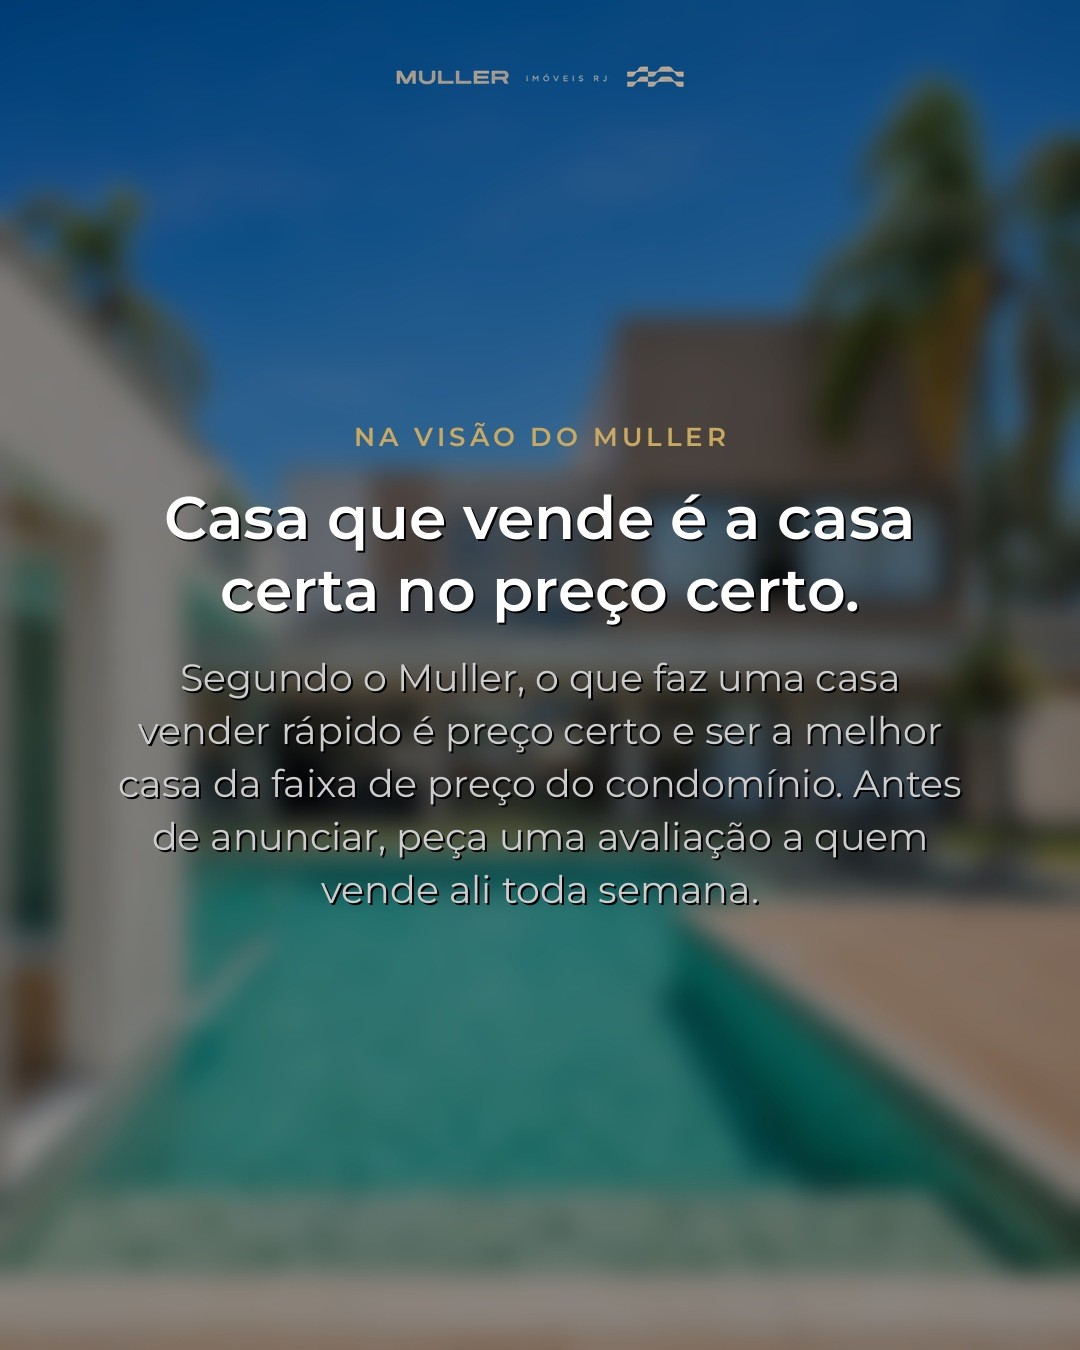 MULLER IMÓVEIS RJ
NA VISÃO DO MULLER
Casa que vende é a casa
certa no preço certo.
Segundo o Muller, o que faz uma casa
vender rápido é preço certo e ser a melhor
casa da faixa de preço do condomínio. Antes
de anunciar, peça uma avaliação a quem
vende ali toda semana.